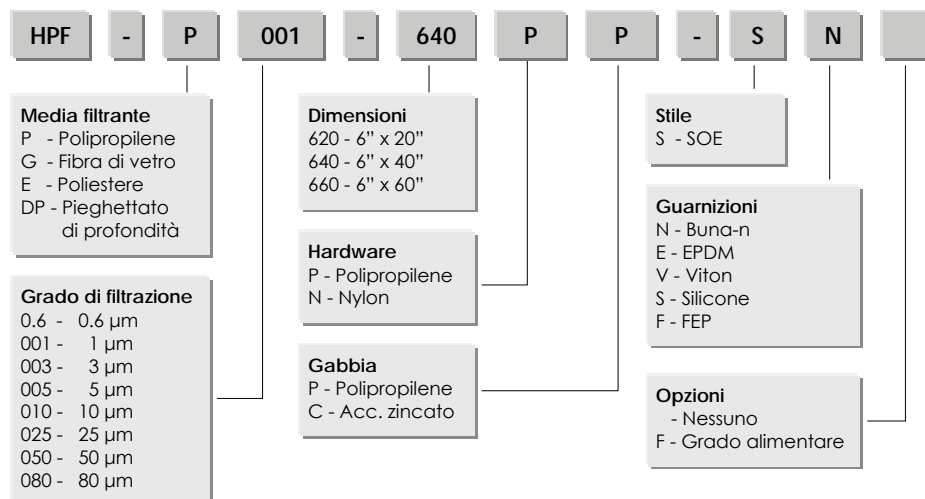 HPF - P 001 - 640 P P - S N
Media filtrante
P - Polipropilene
G - Fibra di vetro
E - Poliestere
DP - Pieghettato
di profondità
Grado di filtrazione
0.6 - 0.6 µm
001 - 1 µm
003 - 3 µm
005 - 5 µm
010 - 10 µm
025 - 25 µm
050 - 50 µm
080 - 80 µm
Dimensioni
620 - 6” x 20”
640 - 6” x 40”
660 - 6” x 60”
Hardware
P - Polipropilene
N - Nylon
Gabbia
P - Polipropilene
C - Acc. zincato
Stile
S - SOE
Guarnizioni
N - Buna-n
E - EPDM
V - Viton
S - Silicone
F - FEP
Opzioni
- Nessuno
F - Grado alimentare